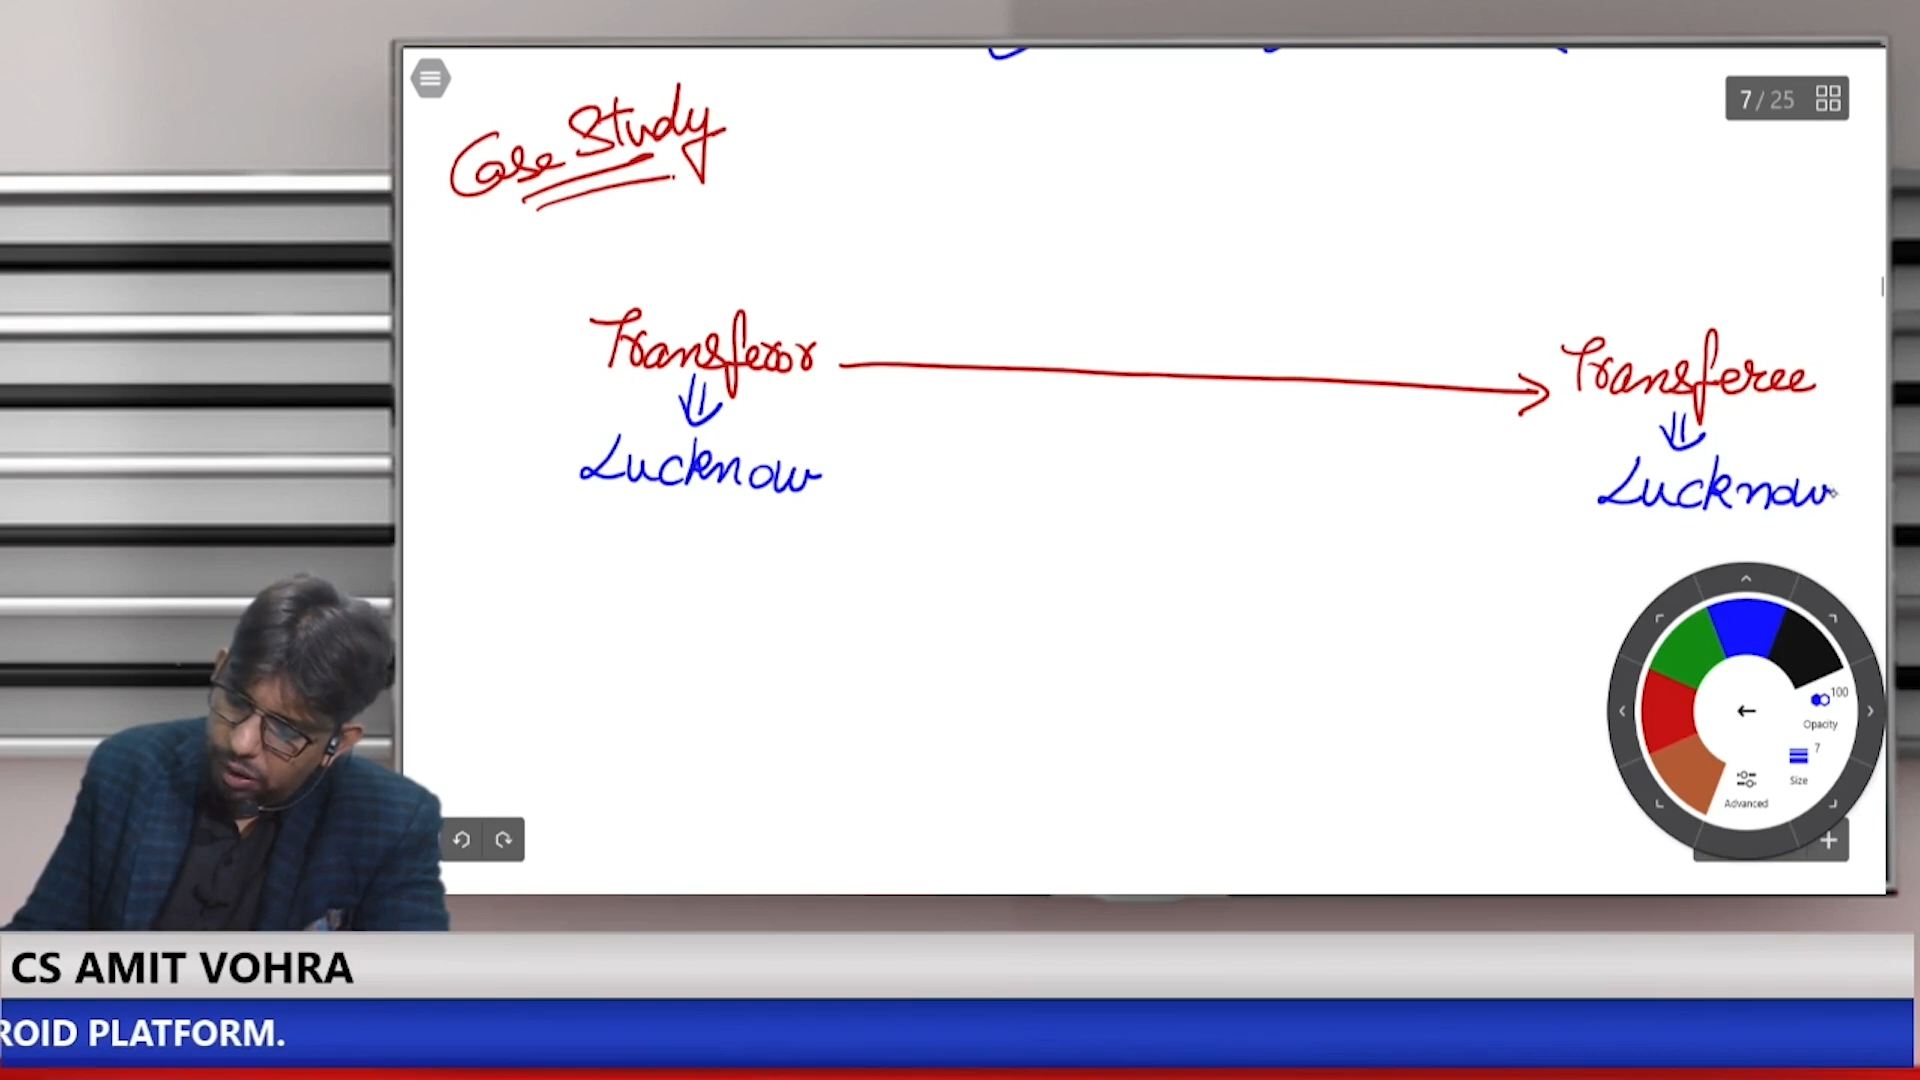 7 / 25
Case Study
Transferor Transferee
Lucknow Lucknow
100
Opacity
7
Size
Advanced
CS AMIT VOHRA
ROID PLATFORM.